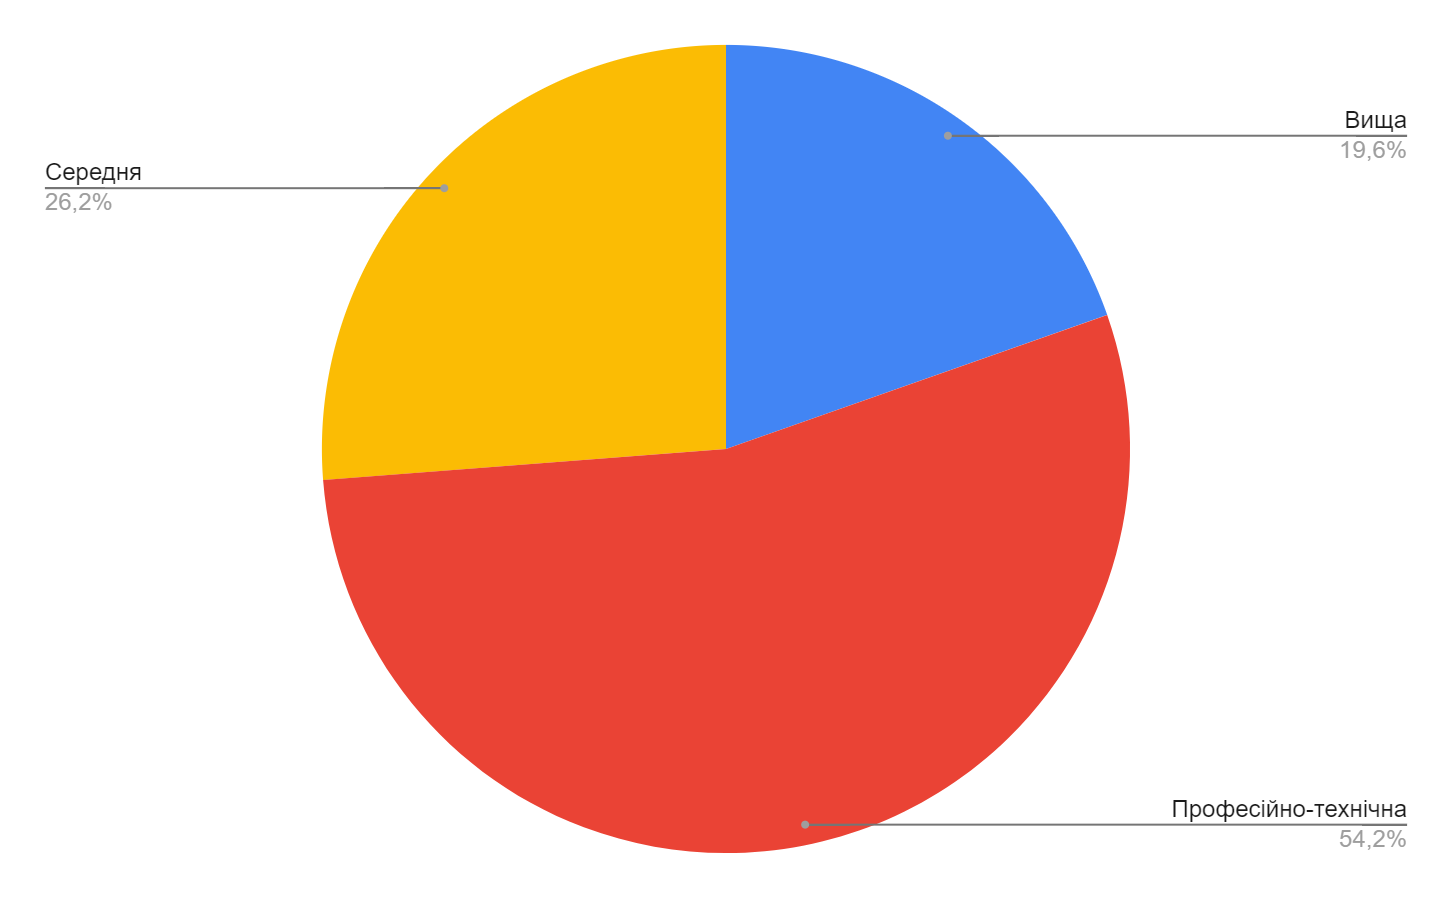 Вища
19,6%
Середня
26,2%
Професійно-технічна
54,2%